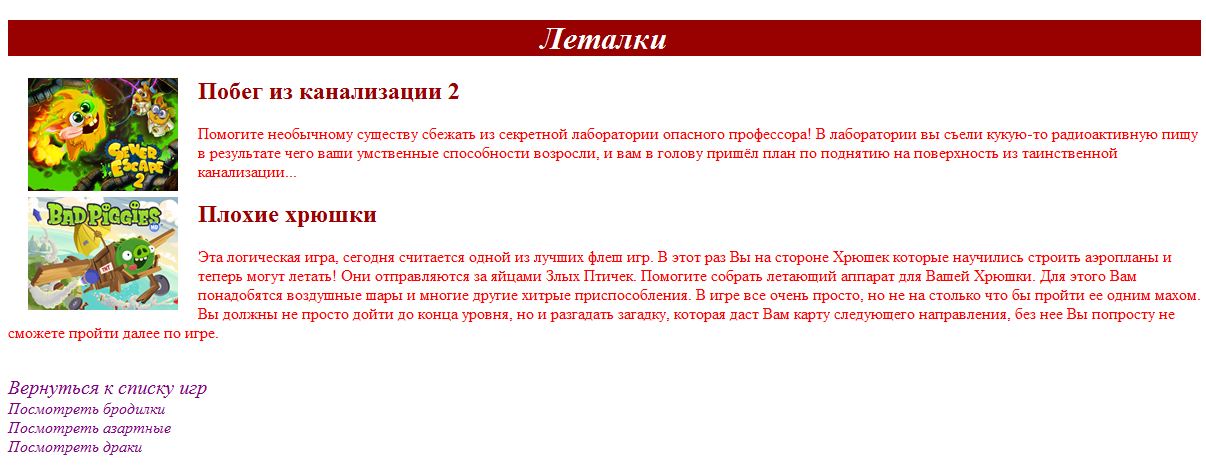 Леталки
SEWER
ESCAPE
2
Побег из канализации 2
Помогите необычному существу сбежать из секретной лаборатории опасного профессора! В лаборатории вы съели кукую-то радиоактивную пищу
в результате чего ваши умственные способности возросли, и вам в голову пришёл план по поднятию на поверхность из таинственной
канализации...
BAD PIGGIES
HD
TNT
Плохие хрюшки
Эта логическая игра, сегодня считается одной из лучших флеш игр. В этот раз Вы на стороне Хрюшек которые научились строить аэропланы и
теперь могут летать! Они отправляются за яйцами Злых Птичек. Помогите собрать летающий аппарат для Вашей Хрюшки. Для этого Вам
понадобятся воздушные шары и многие другие хитрые приспособления. В игре все очень просто, но не на столько что бы пройти ее одним махом.
Вы должны не просто дойти до конца уровня, но и разгадать загадку, которая даст Вам карту следующего направления, без нее Вы попросту не
сможете пройти далее по игре.
Вернуться к списку игр
Посмотреть бродилки
Посмотреть азартные
Посмотреть драки